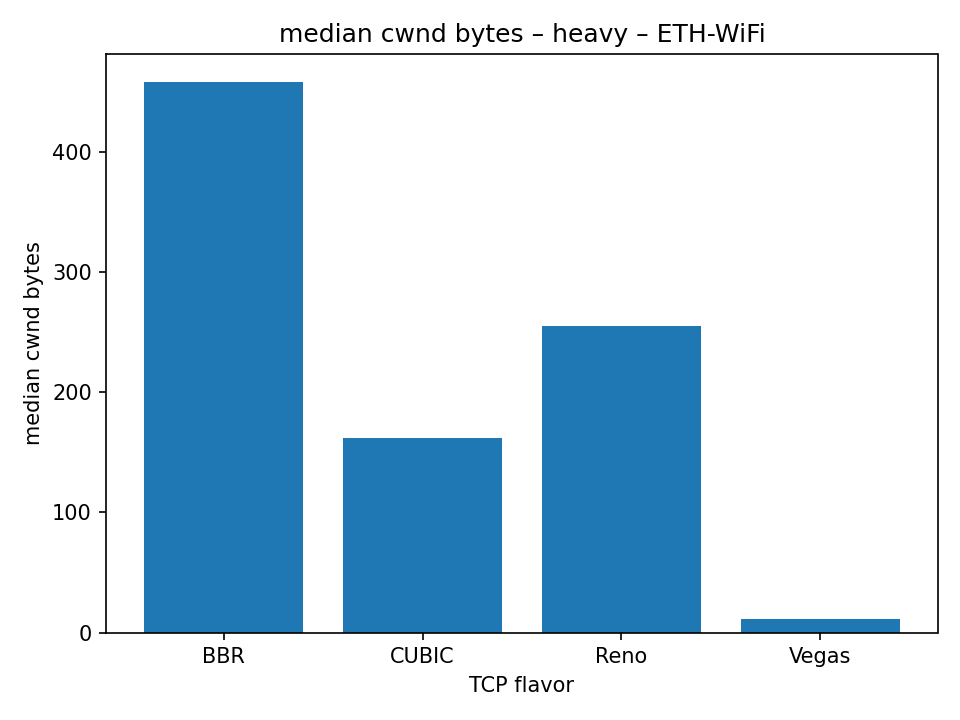 median cwnd bytes – heavy – ETH-WiFi
median cwnd bytes
400
300
200
100
0
BBR CUBIC Reno Vegas
TCP flavor